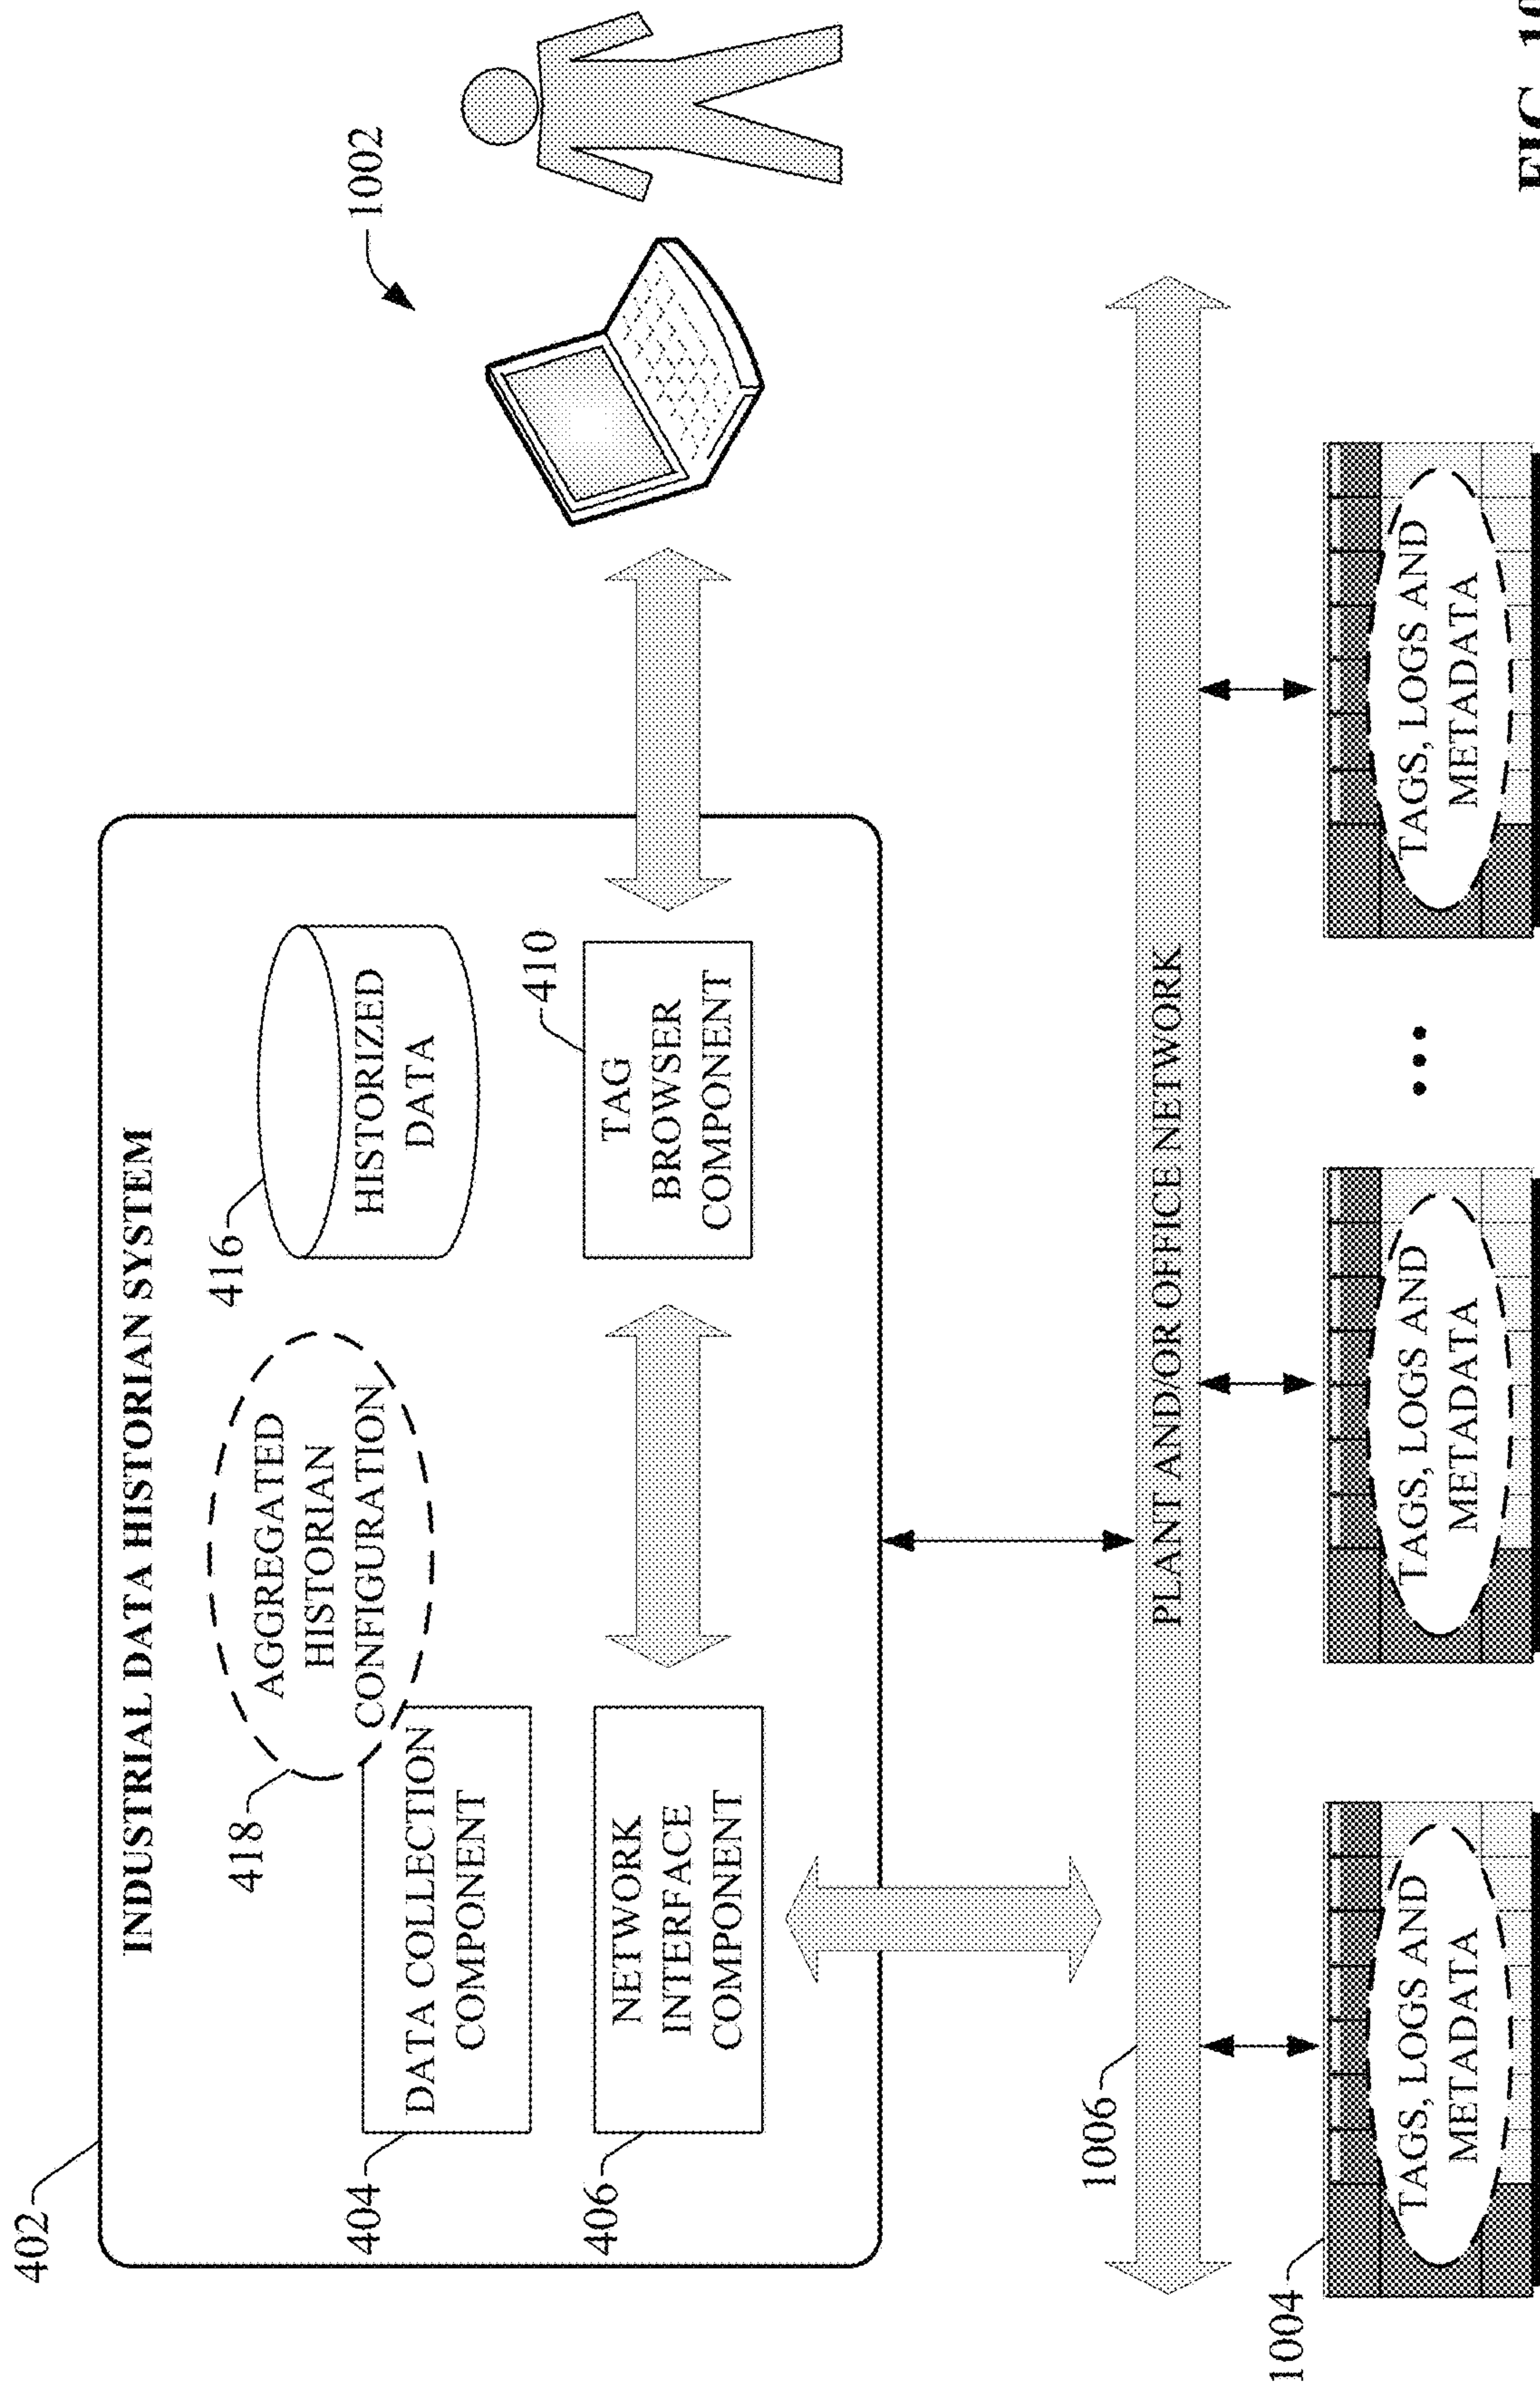 402
INDUSTRIAL DATA HISTORIAN SYSTEM
418
AGGREGATED
HISTORIAN
CONFIGURATION
416
HISTORIZED
DATA
404
DATA COLLECTION
COMPONENT
406
NETWORK
INTERFACE
COMPONENT
410
TAG
BROWSER
COMPONENT
1002
1006
PLANT AND/OR OFFICE NETWORK
1004
TAGS, LOGS AND
METADATA
TAGS, LOGS AND
METADATA
...
TAGS, LOGS AND
METADATA
FIG. 10